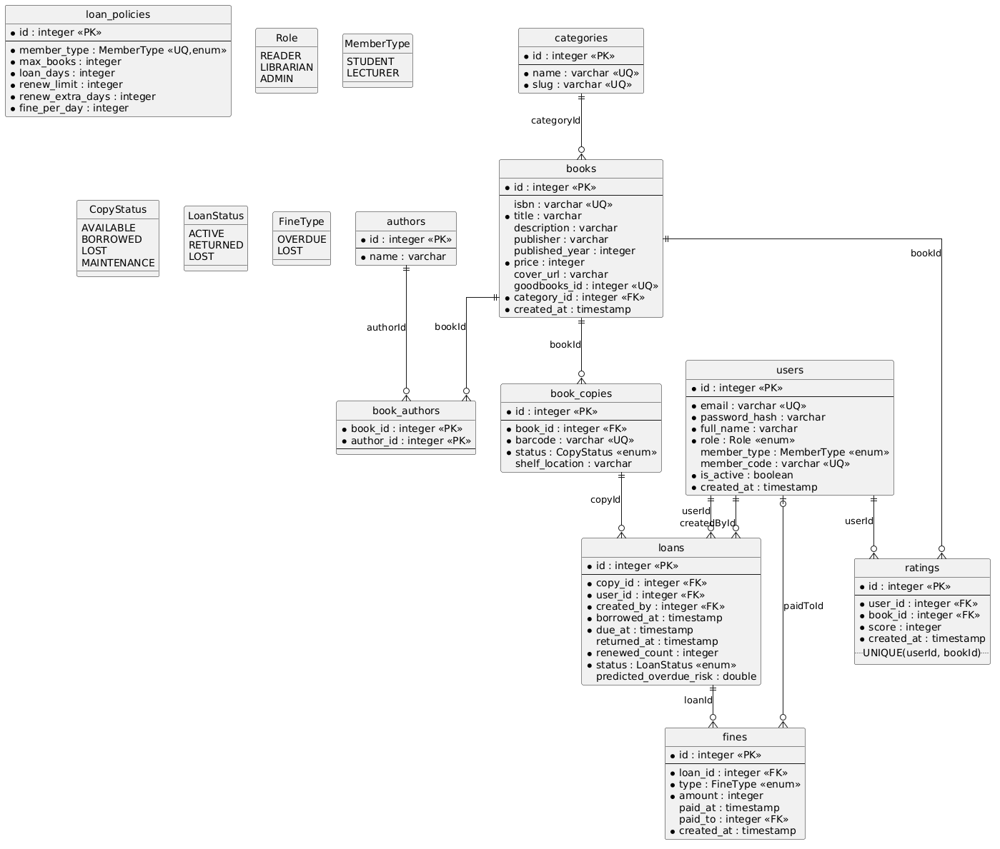 loan_policies
id : integer «PK»
member_type : MemberType «UQ,enum»
max_books : integer
loan_days : integer
renew_limit : integer
renew_extra_days : integer
fine_per_day : integer
Role
READER
LIBRARIAN
ADMIN
MemberType
STUDENT
LECTURER
categories
id : integer «PK»
name : varchar «UQ»
slug : varchar «UQ»
categoryId
CopyStatus
AVAILABLE
BORROWED
LOST
MAINTENANCE
LoanStatus
ACTIVE
RETURNED
LOST
FineType
OVERDUE
LOST
authors
id : integer «PK»
name : varchar
books
id : integer «PK»
isbn : varchar «UQ»
title : varchar
description : varchar
publisher : varchar
published_year : integer
price : integer
cover_url : varchar
goodbooks_id : integer «UQ»
category_id : integer «FK»
created_at : timestamp
bookId
authorId
bookId
bookId
book_authors
book_id : integer «PK»
author_id : integer «PK»
book_copies
id : integer «PK»
book_id : integer «FK»
barcode : varchar «UQ»
status : CopyStatus «enum»
shelf_location : varchar
users
id : integer «PK»
email : varchar «UQ»
password_hash : varchar
full_name : varchar
role : Role «enum»
member_type : MemberType «enum»
member_code : varchar «UQ»
is_active : boolean
created_at : timestamp
copyId
userId
createdById
userId
loans
id : integer «PK»
copy_id : integer «FK»
user_id : integer «FK»
created_by : integer «FK»
borrowed_at : timestamp
due_at : timestamp
returned_at : timestamp
renewed_count : integer
status : LoanStatus «enum»
predicted_overdue_risk : double
paidToId
ratings
id : integer «PK»
user_id : integer «FK»
book_id : integer «FK»
score : integer
created_at : timestamp
UNIQUE(userId, bookId)
loanId
fines
id : integer «PK»
loan_id : integer «FK»
type : FineType «enum»
amount : integer
paid_at : timestamp
paid_to : integer «FK»
created_at : timestamp